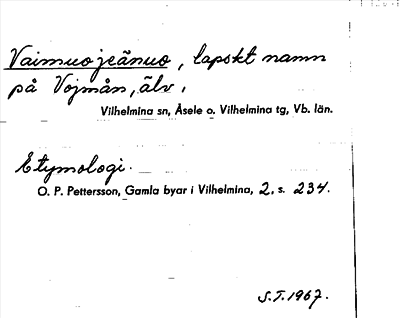 Vaimuojeänuo, lapskt namn
på Vojmån, älv,
Vilhelmina sn, Åsele o. Vilhelmina tg, Vb. län.
Etymologi.
O. P. Pettersson, Gamla byar i Vilhelmina, 2, s. 234.
S.T. 1967.